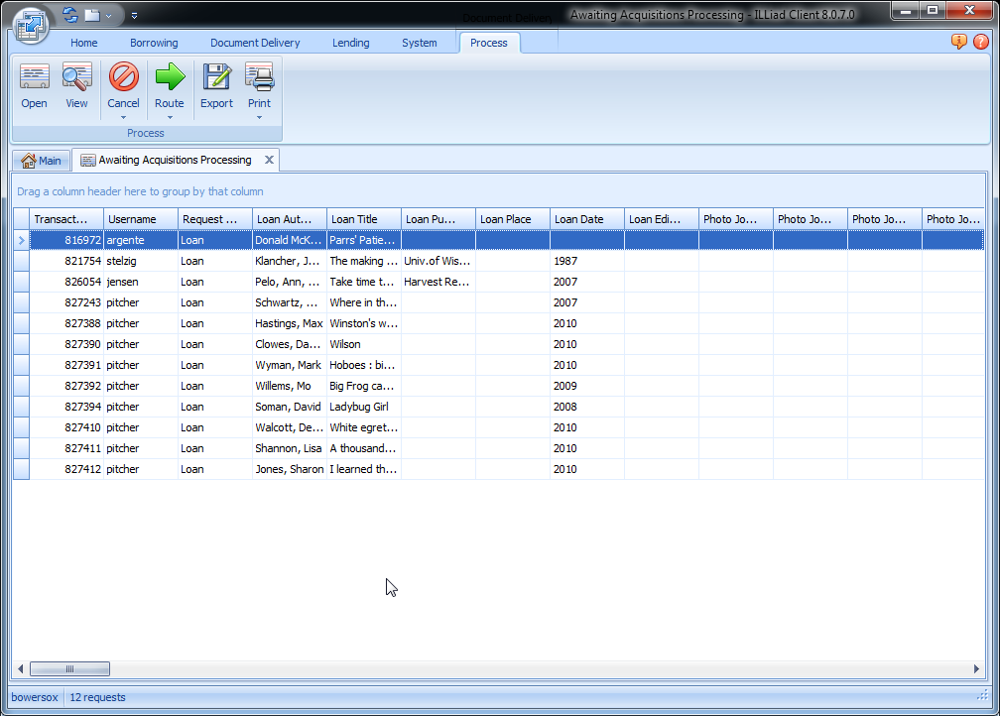 Awaiting Acquisitions Processing - ILLiad Client 8.0.7.0
Home Borrowing Document Delivery Lending System Process
Open View Cancel Route Export Print
Process
Main Awaiting Acquisitions Processing
Drag a column header here to group by that column
Transact... Username Request ... Loan Aut... Loan Title Loan Pu... Loan Place Loan Date Loan Edi... Photo Jo... Photo Jo... Photo Jo... Photo Jo...
816972 argente Loan Donald McK... Parrs' Patie...
821754 stelzig Loan Klancher, J... The making ... Univ.of Wis... 1987
826054 jensen Loan Pelo, Ann, ... Take time t... Harvest Re... 2007
827243 pitcher Loan Schwartz, ... Where in th... 2007
827388 pitcher Loan Hastings, Max Winston's w... 2010
827390 pitcher Loan Clowes, Da... Wilson 2010
827391 pitcher Loan Wyman, Mark Hoboes : bi... 2010
827392 pitcher Loan Willems, Mo Big Frog ca... 2009
827394 pitcher Loan Soman, David Ladybug Girl 2008
827410 pitcher Loan Walcott, De... White egret... 2010
827411 pitcher Loan Shannon, Lisa A thousand... 2010
827412 pitcher Loan Jones, Sharon I learned th... 2010
bowersox 12 requests